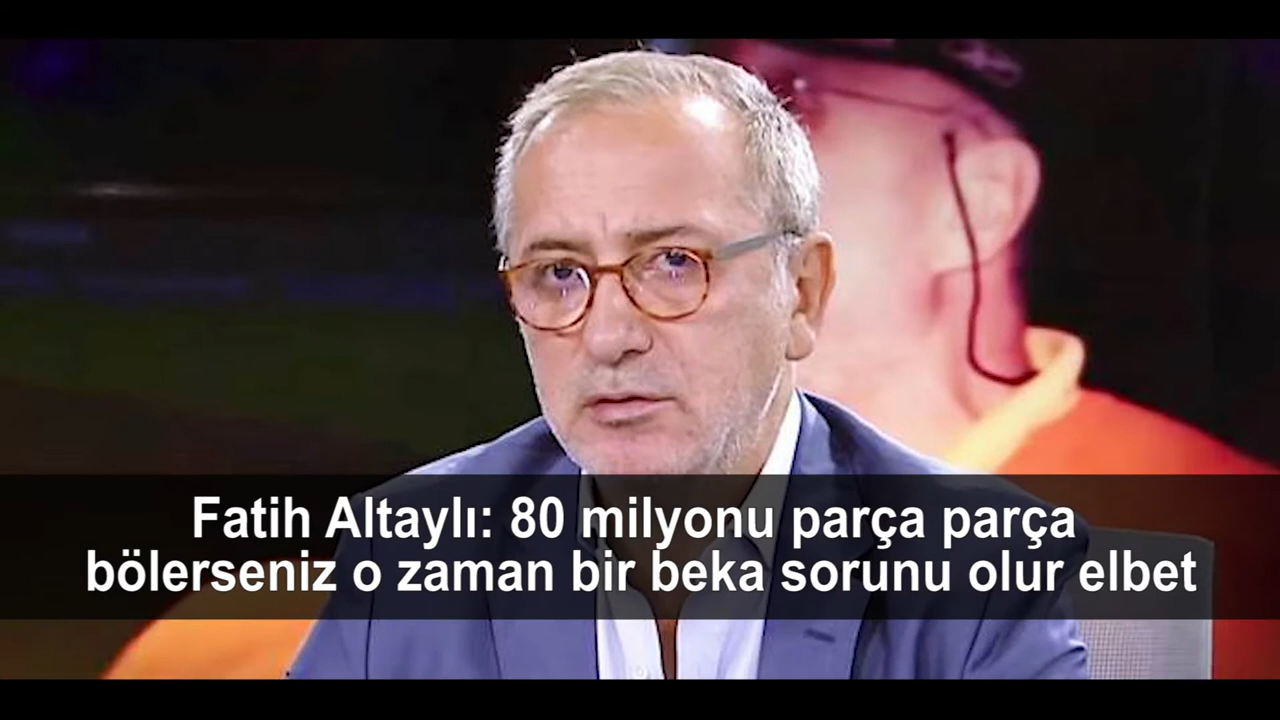 Fatih Altaylı: 80 milyonu parça parça
bölerseniz o zaman bir beka sorunu olur elbet